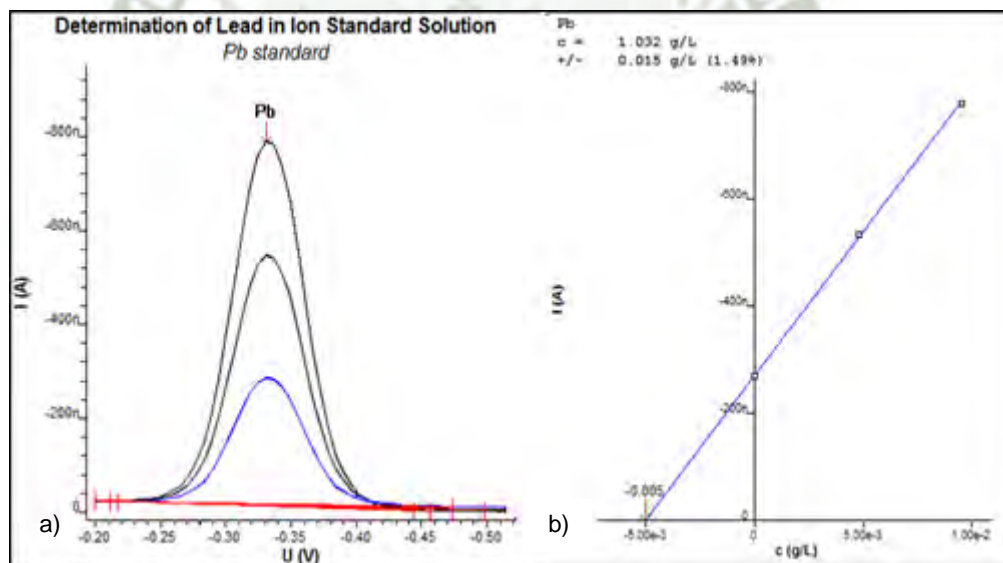 Determination of Lead in Ion Standard Solution
Pb standard
Pb
-800n
-600n
-400n
-200n
0
I (A)
-0.20 -0.25 -0.30 -0.35 -0.40 -0.45 -0.50
U (V)
a)
Pb
c = 1.032 g/L
+/- 0.015 g/L (1.49%)
-800n
-600n
-400n
-200n
0
I (A)
-0.005
-5.00e-3 0 5.00e-3 1.00e-2
c (g/L)
b)